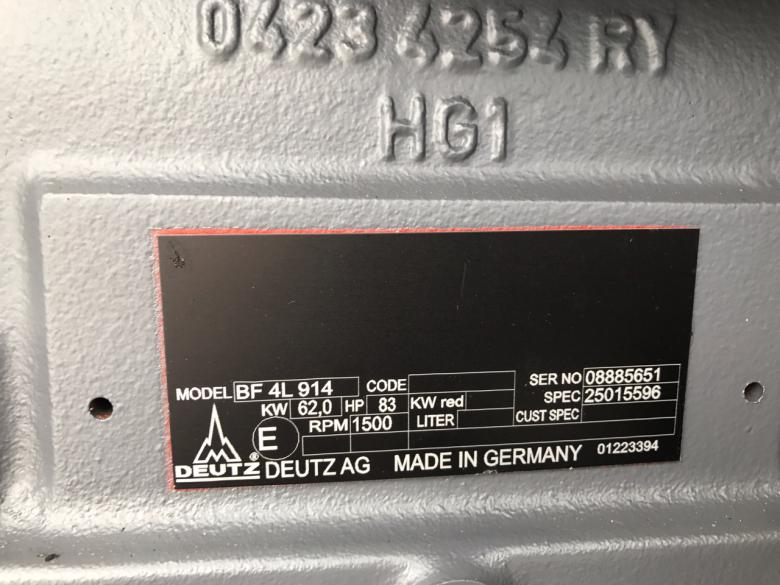 0423 4254 RY
HG1
MODEL BF 4L 914 CODE SER NO 08885651
KW 62,0 HP 83 KW red SPEC 25015596
E RPM 1500 LITER CUST SPEC
DEUTZ® DEUTZ AG MADE IN GERMANY 01223394